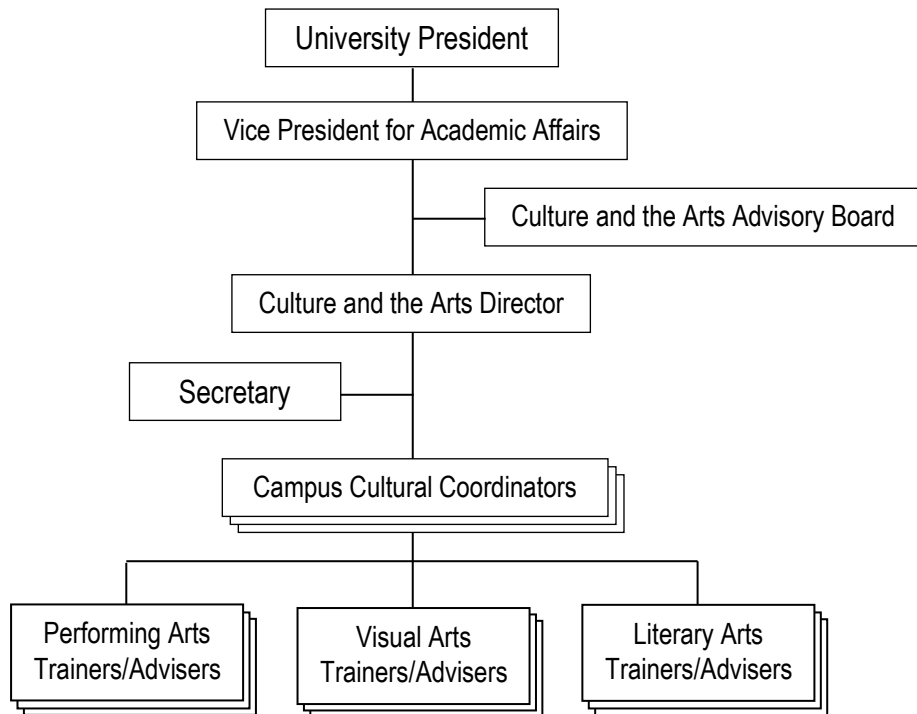 University President
Vice President for Academic Affairs
Culture and the Arts Advisory Board
Culture and the Arts Director
Secretary
Campus Cultural Coordinators
Performing Arts
Trainers/Advisers
Visual Arts
Trainers/Advisers
Literary Arts
Trainers/Advisers